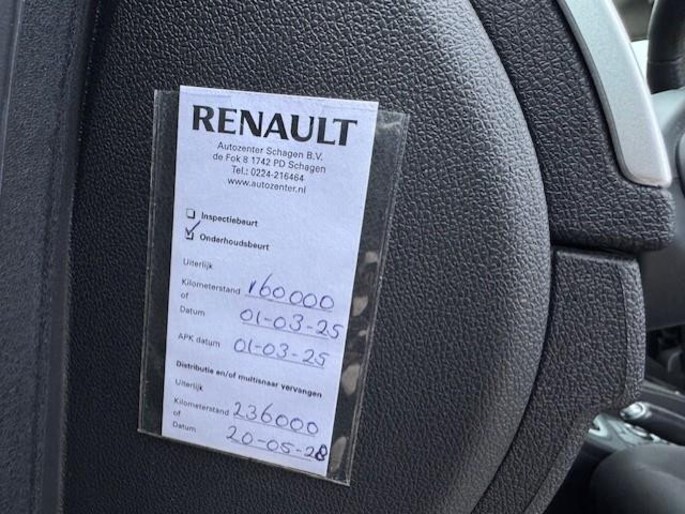 RENAULT
Autozenter Schagen B.V.
de Fok 8 1742 PD Schagen
Tel.: 0224-216464
www.autozenter.nl
Inspectiebeurt
Onderhoudsbeurt
Uiterlijk
Kilometerstand 160000
of
Datum 01-03-25
APK datum 01-03-25
Distributie en/of multisnaar vervangen
Uiterlijk
Kilometerstand 236000
of
Datum 20-05-28